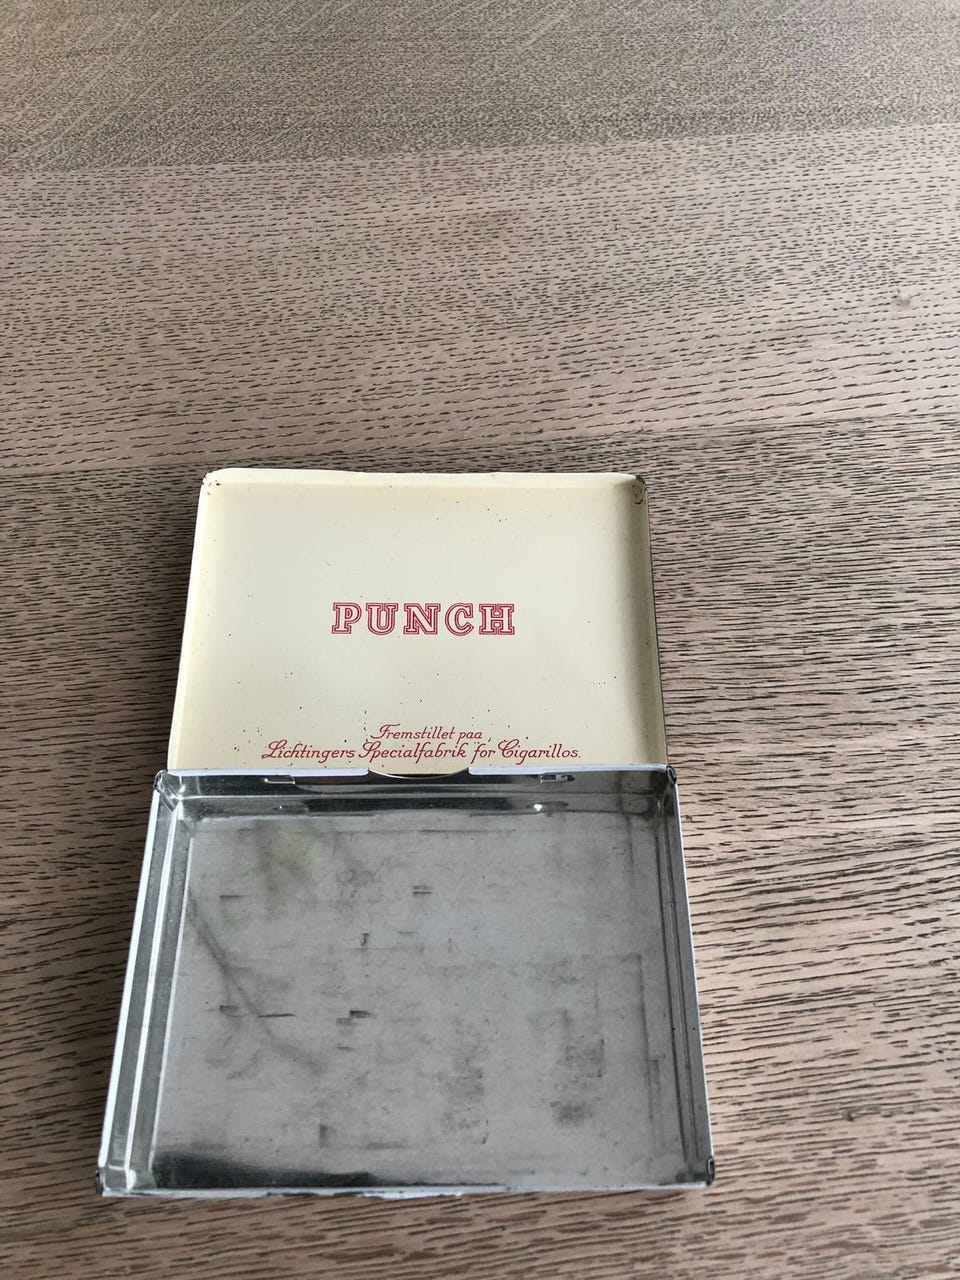 PUNCH
Fremstillet paa
Lichtingers Specialfabrik for Cigarillos.